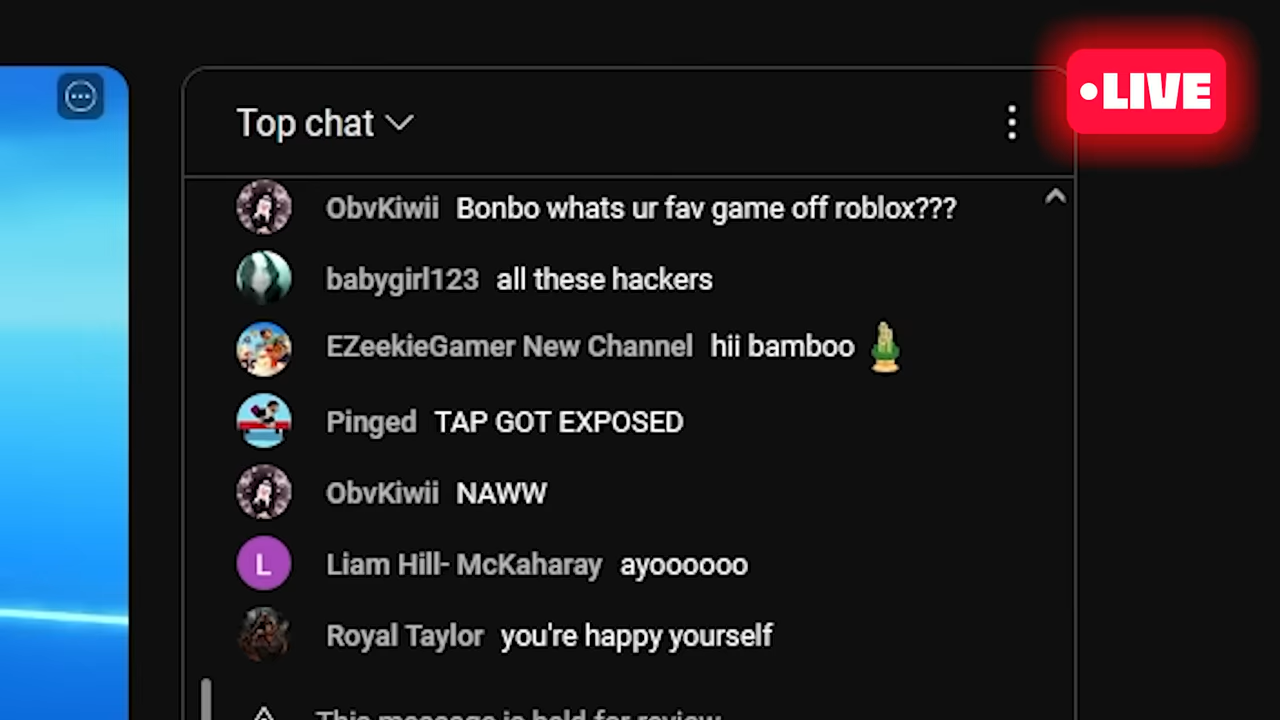 •LIVE
Top chat
ObvKiwii Bonbo whats ur fav game off roblox???
babygirl123 all these hackers
EZeekieGamer New Channel hii bamboo 🎍
Pinged TAP GOT EXPOSED
ObvKiwii NAWW
L Liam Hill- McKaharay ayoooooo
Royal Taylor you're happy yourself
This message is held for review